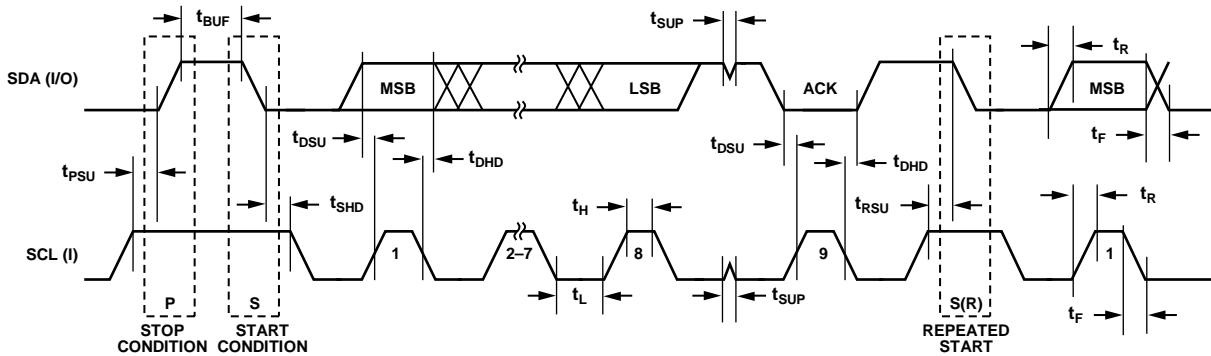 tBUF
tSUP
tR
SDA (I/O)
MSB
LSB
ACK
MSB
tDSU
tDHD
tDSU
tDHD
tF
tPSU
tSHD
tH
tRSU
tR
SCL (I)
1
2–7
8
9
1
P
S
tL
tSUP
S(R)
tF
STOP
CONDITION
START
CONDITION
REPEATED
START